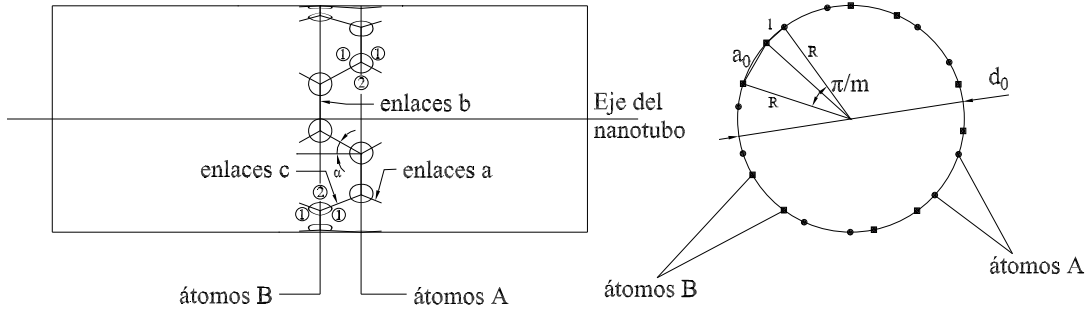 ① ①
②
enlaces b
Eje del
nanotubo
enlaces c
α
enlaces a
②
① ①
átomos B
átomos A
l
a₀
R
π/m
R
d₀
átomos B
átomos A